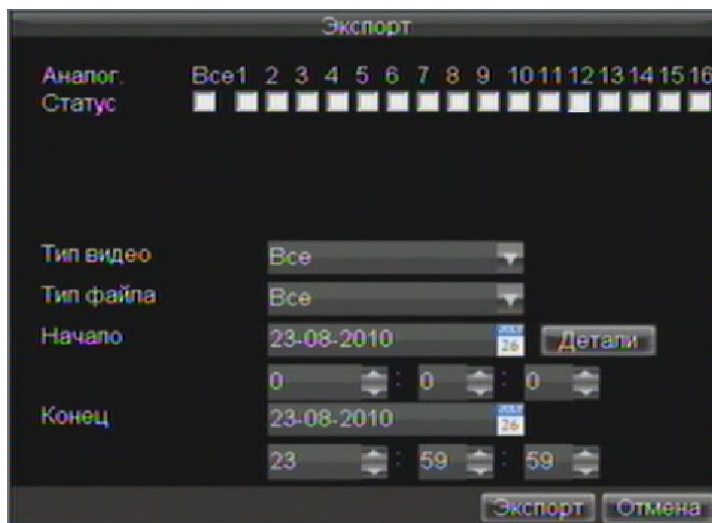 Экспорт
Аналог. Все 1 2 3 4 5 6 7 8 9 10 11 12 13 14 15 16
Статус
Тип видео Все
Тип файла Все
Начало 23-08-2010 JULY 26 Детали
0 : 0 : 0
Конец 23-08-2010 JULY 26
23 : 59 : 59
Экспорт Отмена